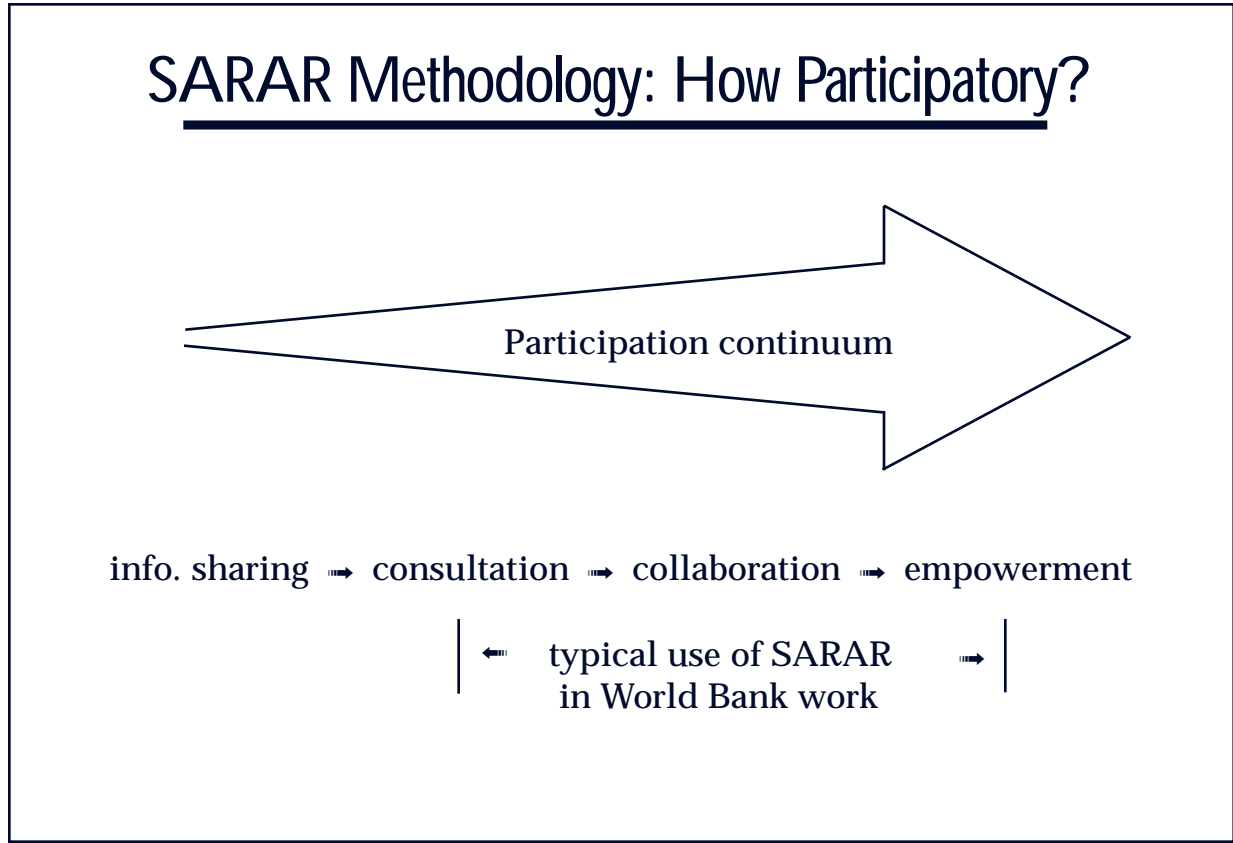 SARAR Methodology: How Participatory?
Participation continuum
info. sharing ➟ consultation ➟ collaboration ➟ empowerment
typical use of SARAR
in World Bank work